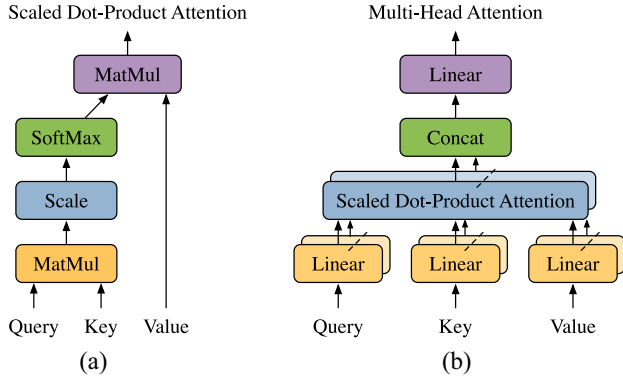 Scaled Dot-Product Attention
MatMul
SoftMax
Scale
MatMul
Query Key Value
(a)
Multi-Head Attention
Linear
Concat
Scaled Dot-Product Attention
Linear Linear Linear
Query Key Value
(b)